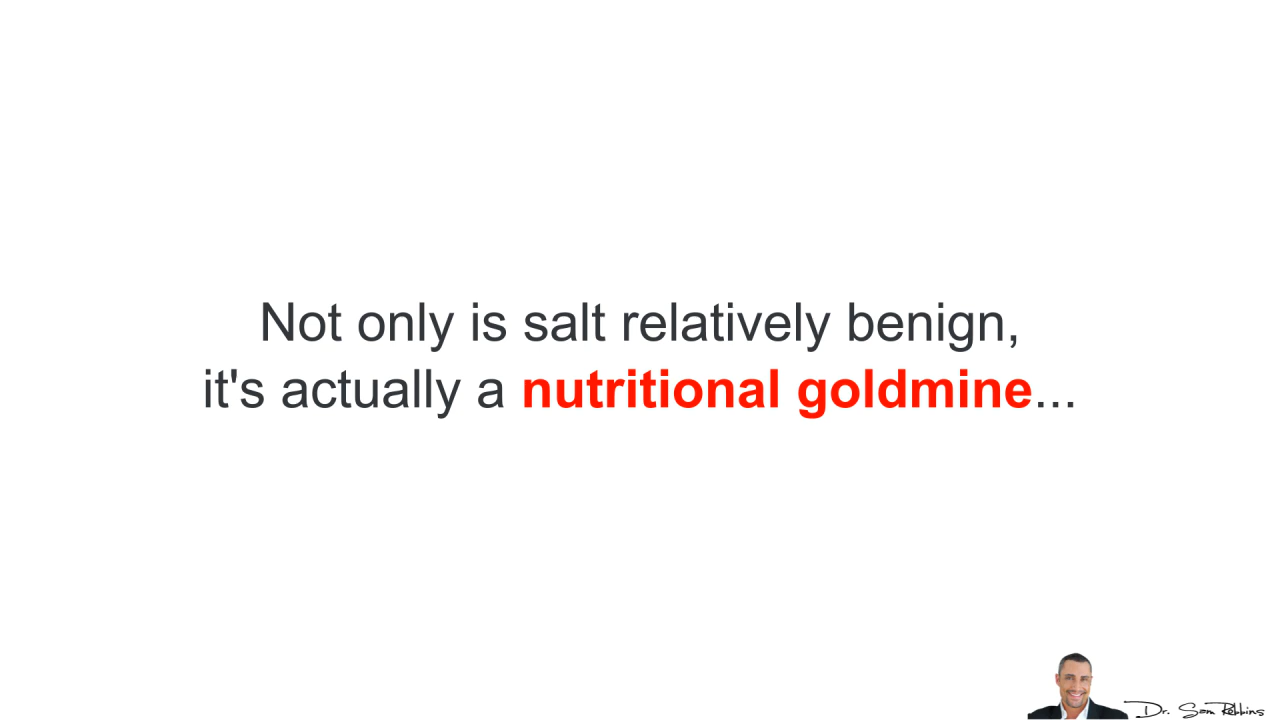 Not only is salt relatively benign,
it's actually a nutritional goldmine...
Dr. Sam Robbins